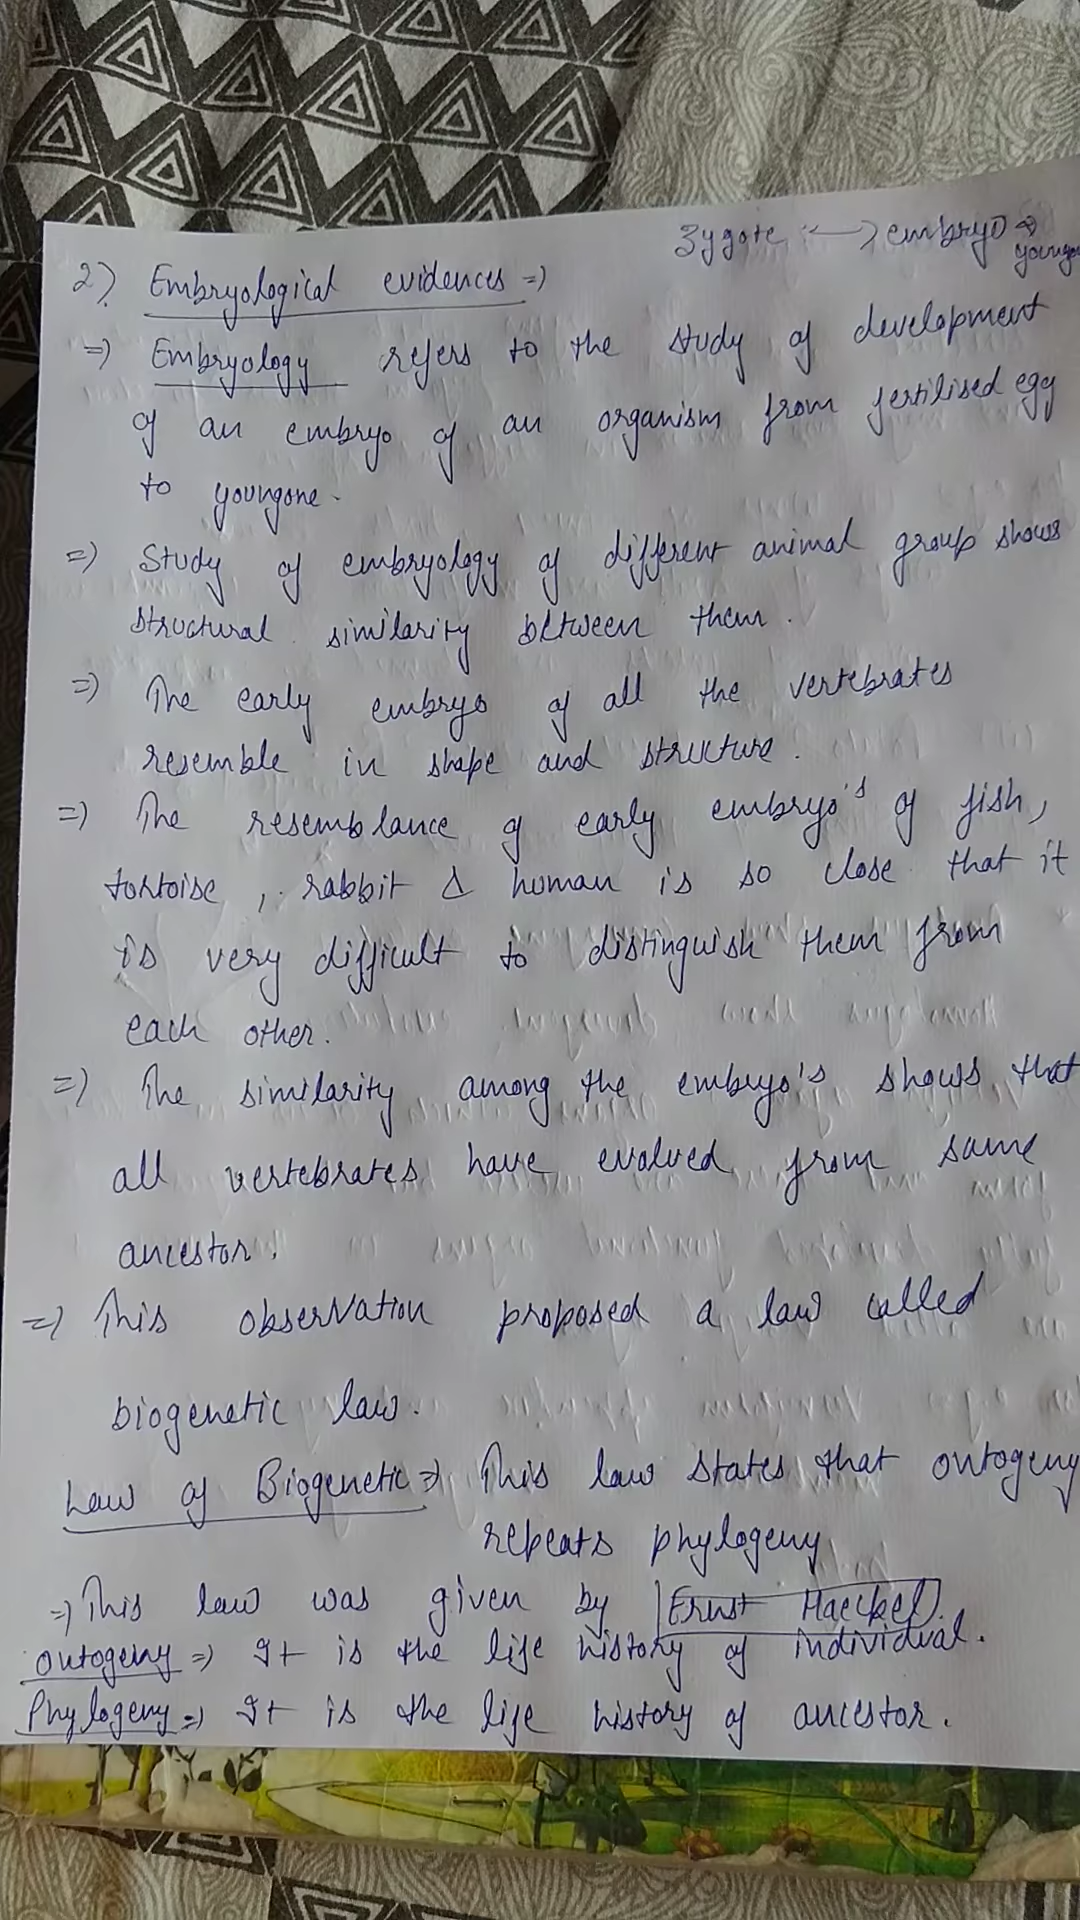 Zygote → embryo →
youngone
2) Embryological evidences =)
=) Embryology refers to the study of development
of an embryo of an organism from fertilised egg
to youngone.
=) Study of embryology of different animal group shows
structural similarity between them.
=) The early embryo of all the vertebrates
resemble in shape and structure.
=) The resemblance of early embryo's of fish,
tortoise, rabbit & human is so close that it
is very difficult to distinguish them from
each other.
=) The similarity among the embryo's shows that
all vertebrates have evolved from same
ancestor.
=) This observation proposed a law called
biogenetic law.
Law of Biogenetic => This law states that ontogeny
repeats phylogeny
=) This law was given by Ernst Haeckel.
Ontogeny =) It is the life history of individual.
Phylogeny =) It is the life history of ancestor.